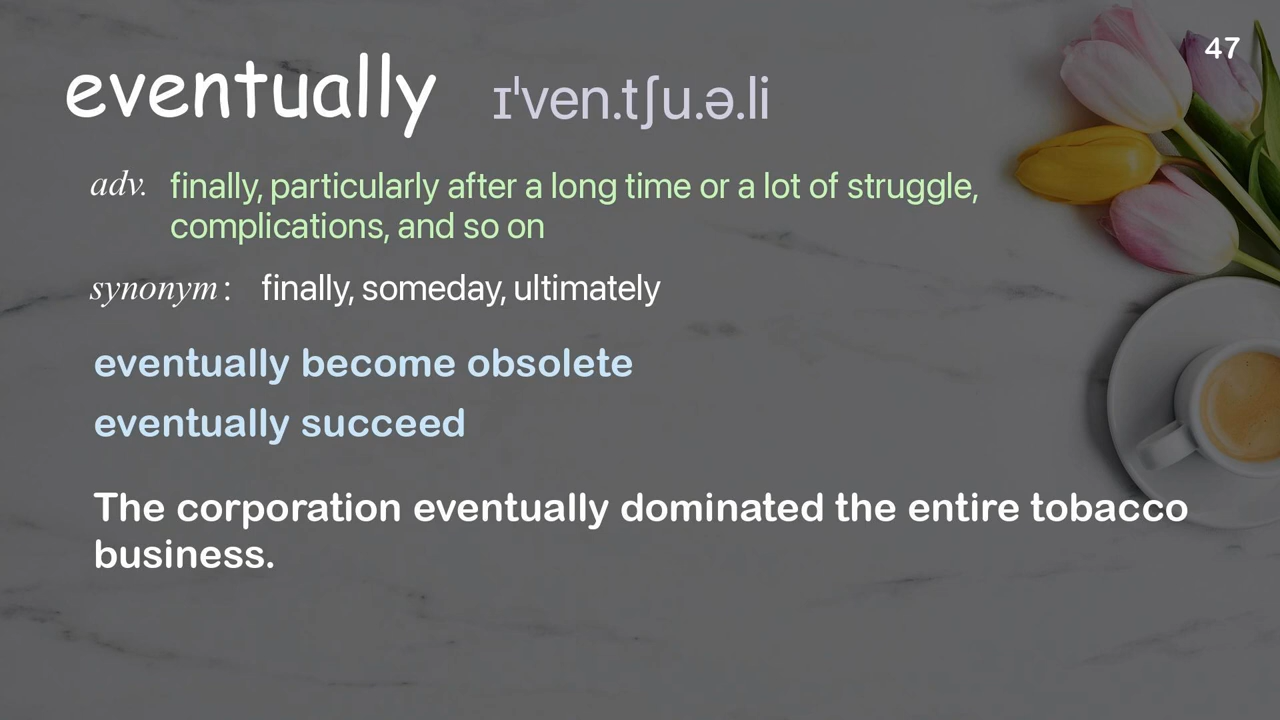 47
eventually ɪˈven.tʃu.ə.li
adv. finally, particularly after a long time or a lot of struggle,
complications, and so on
synonym: finally, someday, ultimately
eventually become obsolete
eventually succeed
The corporation eventually dominated the entire tobacco
business.